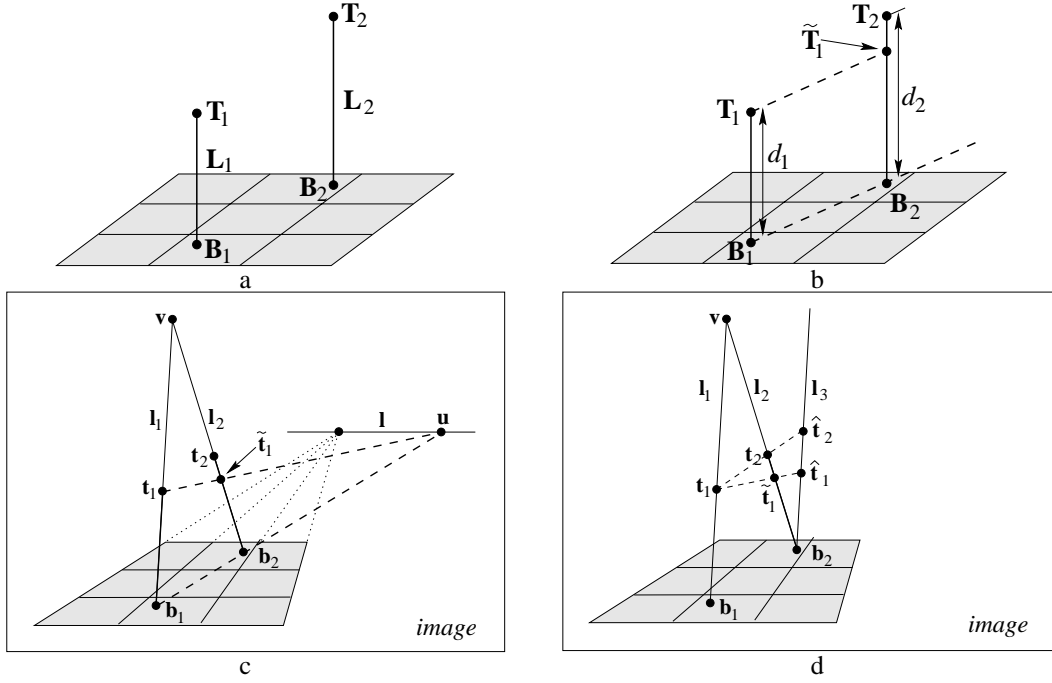 T₂
L₂
T₁
L₁
B₂
B₁
a
T₂
T̃₁
d₂
T₁
d₁
B₂
B₁
b
v
l₁
l₂
l
u
t₂
t̃₁
t₁
b₂
b₁
image
c
v
l₁
l₂
l₃
t̂₂
t₂
t̂₁
t₁
t̃₁
b₂
b₁
image
d